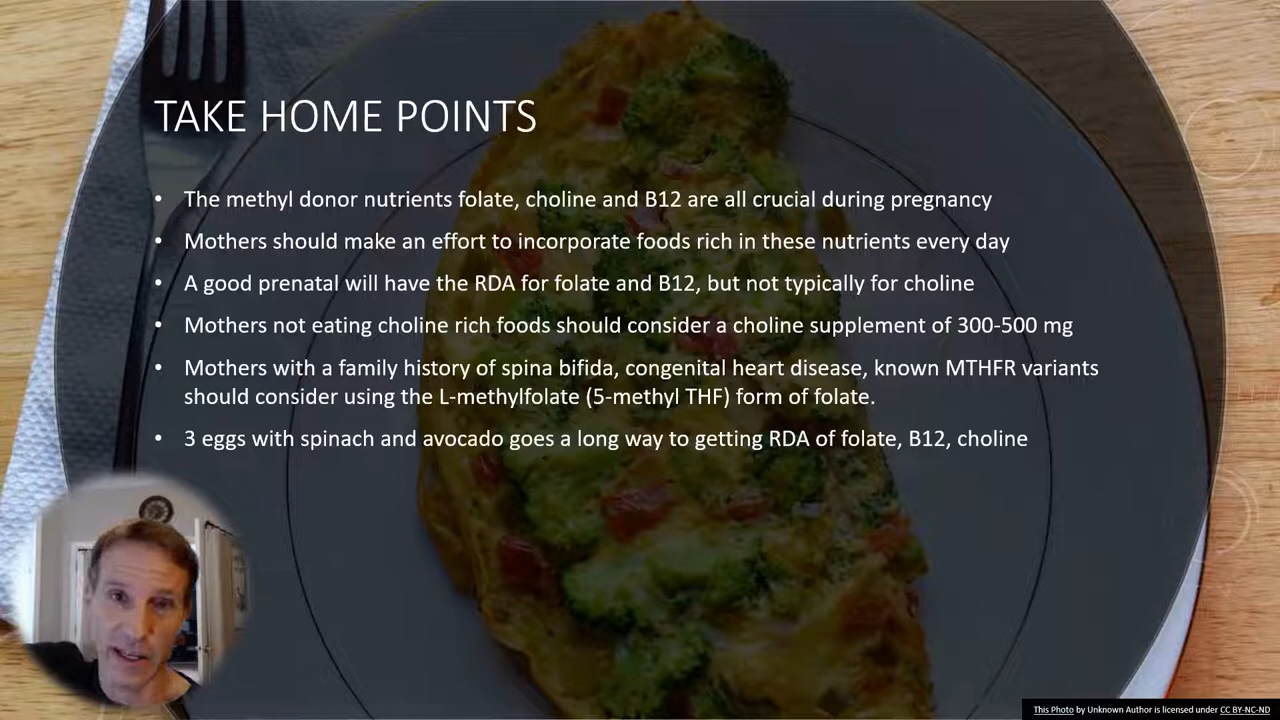 TAKE HOME POINTS
• The methyl donor nutrients folate, choline and B12 are all crucial during pregnancy
• Mothers should make an effort to incorporate foods rich in these nutrients every day
• A good prenatal will have the RDA for folate and B12, but not typically for choline
• Mothers not eating choline rich foods should consider a choline supplement of 300-500 mg
• Mothers with a family history of spina bifida, congenital heart disease, known MTHFR variants
should consider using the L-methylfolate (5-methyl THF) form of folate.
• 3 eggs with spinach and avocado goes a long way to getting RDA of folate, B12, choline
This Photo by Unknown Author is licensed under CC BY-NC-ND